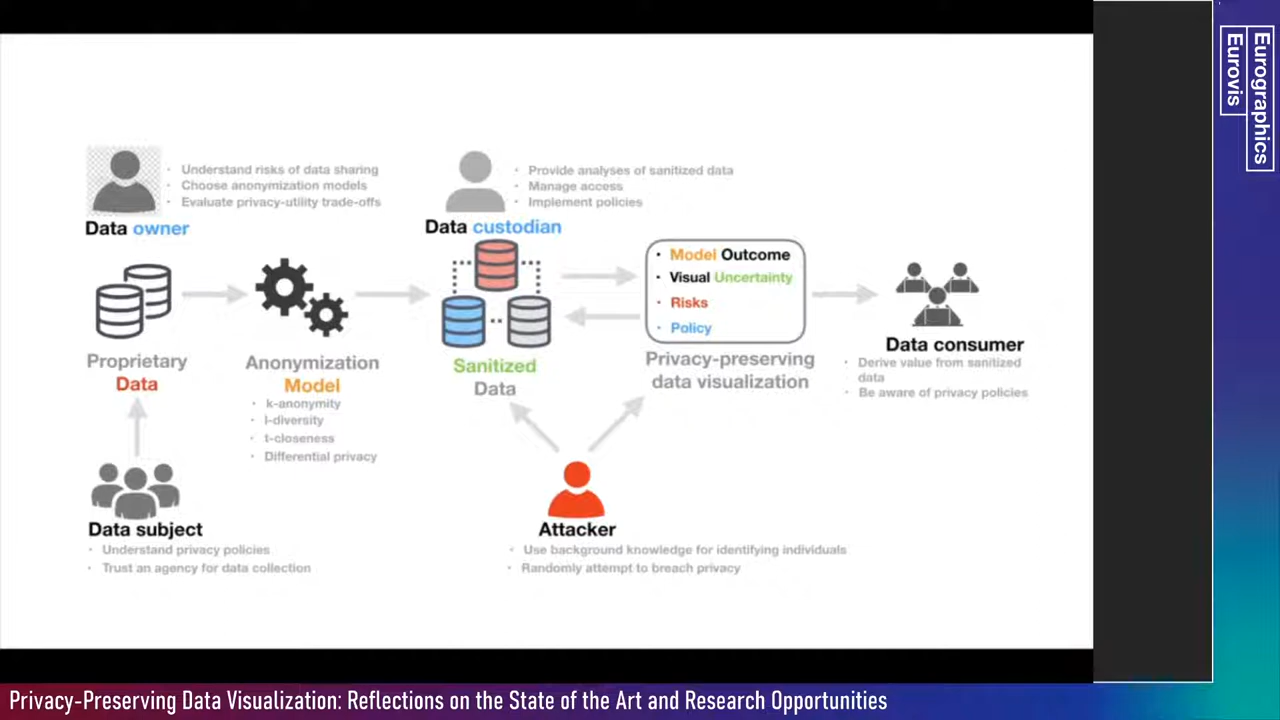 Eurographics
Eurovis
• Understand risks of data sharing
• Choose anonymization models
• Evaluate privacy-utility trade-offs
Data owner
• Provide analyses of sanitized data
• Manage access
• Implement policies
Data custodian
• Model Outcome
• Visual Uncertainty
• Risks
• Policy
Proprietary
Data
Anonymization
Model
• k-anonymity
• l-diversity
• t-closeness
• Differential privacy
Sanitized
Data
Privacy-preserving
data visualization
Data consumer
• Derive value from sanitized
data
• Be aware of privacy policies
Data subject
• Understand privacy policies
• Trust an agency for data collection
Attacker
• Use background knowledge for identifying individuals
• Randomly attempt to breach privacy
Privacy-Preserving Data Visualization: Reflections on the State of the Art and Research Opportunities